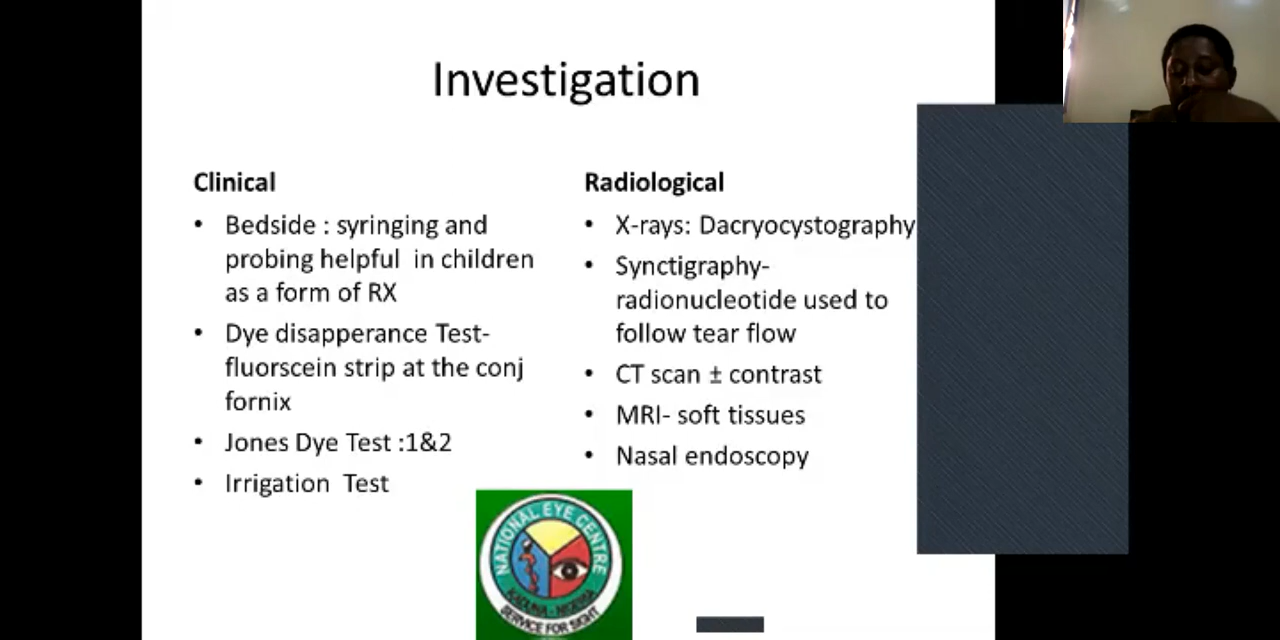 Investigation
Clinical
• Bedside : syringing and
probing helpful in children
as a form of RX
• Dye disapperance Test-
fluorscein strip at the conj
fornix
• Jones Dye Test :1&2
• Irrigation Test
Radiological
• X-rays: Dacryocystography
• Synctigraphy-
radionucleotide used to
follow tear flow
• CT scan ± contrast
• MRI- soft tissues
• Nasal endoscopy
NATIONAL EYE CENTRE
KADUNA - NIGERIA
SERVICE FOR SIGHT